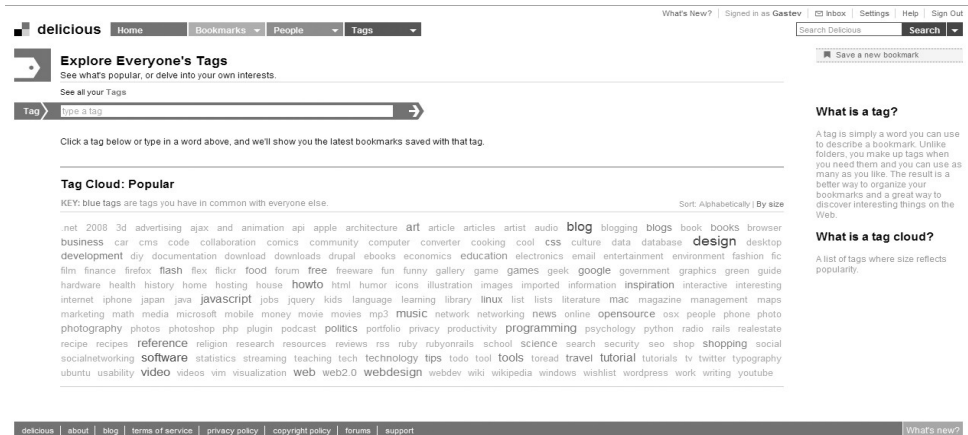 What's New? Signed in as Gastev Inbox Settings Help Sign Out
delicious Home Bookmarks People Tags Search Delicious Search
Explore Everyone's Tags
See what's popular, or delve into your own interests.
Save a new bookmark
See all your Tags
Tag type a tag
Click a tag below or type in a word above, and we'll show you the latest bookmarks saved with that tag.
Tag Cloud: Popular
KEY: blue tags are tags you have in common with everyone else. Sort: Alphabetically | By size
.net 2008 3d advertising ajax and animation api apple architecture art article articles artist audio blog blogging blogs book books browser
business car cms code collaboration comics community computer converter cooking cool css culture data database design desktop
development diy documentation download downloads drupal ebooks economics education electronics email entertainment environment fashion fic
film finance firefox flash flex flickr food forum free freeware fun funny gallery game games geek google government graphics green guide
hardware health history home hosting house howto html humor icons illustration images imported information inspiration interactive interesting
internet iphone japan java javascript jobs jquery kids language learning library linux list lists literature mac magazine management maps
marketing math media microsoft mobile money movie movies mp3 music network networking news online opensource osx people phone photo
photography photos photoshop php plugin podcast politics portfolio privacy productivity programming psychology python radio rails realestate
recipe recipes reference religion research resources reviews rss ruby rubyonrails school science search security seo shop shopping social
socialnetworking software statistics streaming teaching tech technology tips todo tool tools toread travel tutorial tutorials tv twitter typography
ubuntu usability video videos vim visualization web web2.0 webdesign webdev wiki wikipedia windows wishlist wordpress work writing youtube
What is a tag?
A tag is simply a word you can use
to describe a bookmark. Unlike
folders, you make up tags when
you need them and you can use as
many as you like. The result is a
better way to organize your
bookmarks and a great way to
discover interesting things on the
Web.
What is a tag cloud?
A list of tags where size reflects
popularity.
delicious | about | blog | terms of service | privacy policy | copyright policy | forums | support What's new?